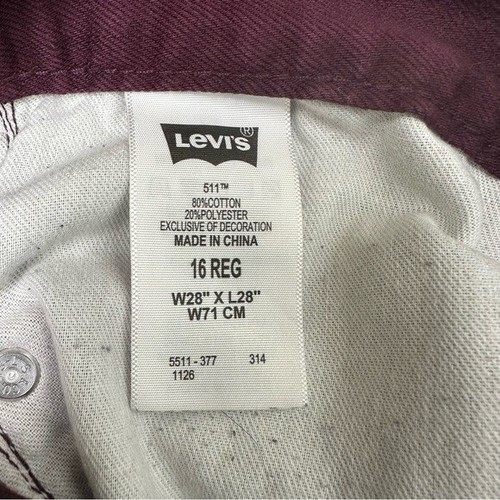 LEVI'S®
511™
80%COTTON
20%POLYESTER
EXCLUSIVE OF DECORATION
MADE IN CHINA
16 REG
W28" X L28"
W71 CM
5511-377 314
1126